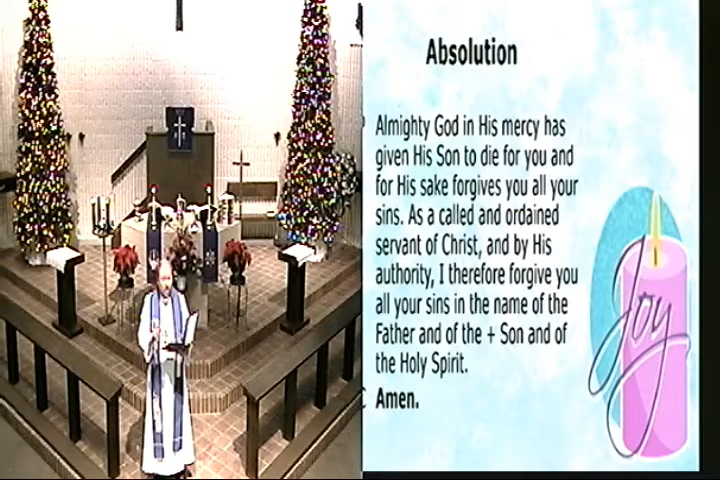 Absolution
Almighty God in His mercy has
given His Son to die for you and
for His sake forgives you all your
sins. As a called and ordained
servant of Christ, and by His
authority, I therefore forgive you
all your sins in the name of the
Father and of the + Son and of
the Holy Spirit.
Amen.
Joy